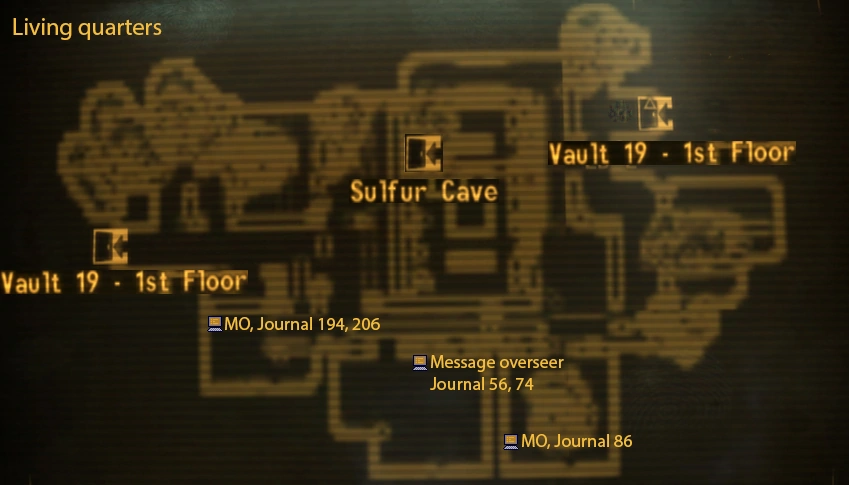 Living quarters
Vault 19 - 1st Floor
Sulfur Cave
Vault 19 - 1st Floor
MO, Journal 194, 206
Message overseer
Journal 56, 74
MO, Journal 86